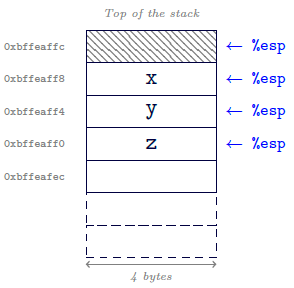 Top of the stack
0xbffeaffc ← %esp
0xbffeaff8 x ← %esp
0xbffeaff4 y ← %esp
0xbffeaff0 z ← %esp
0xbffeafec
4 bytes